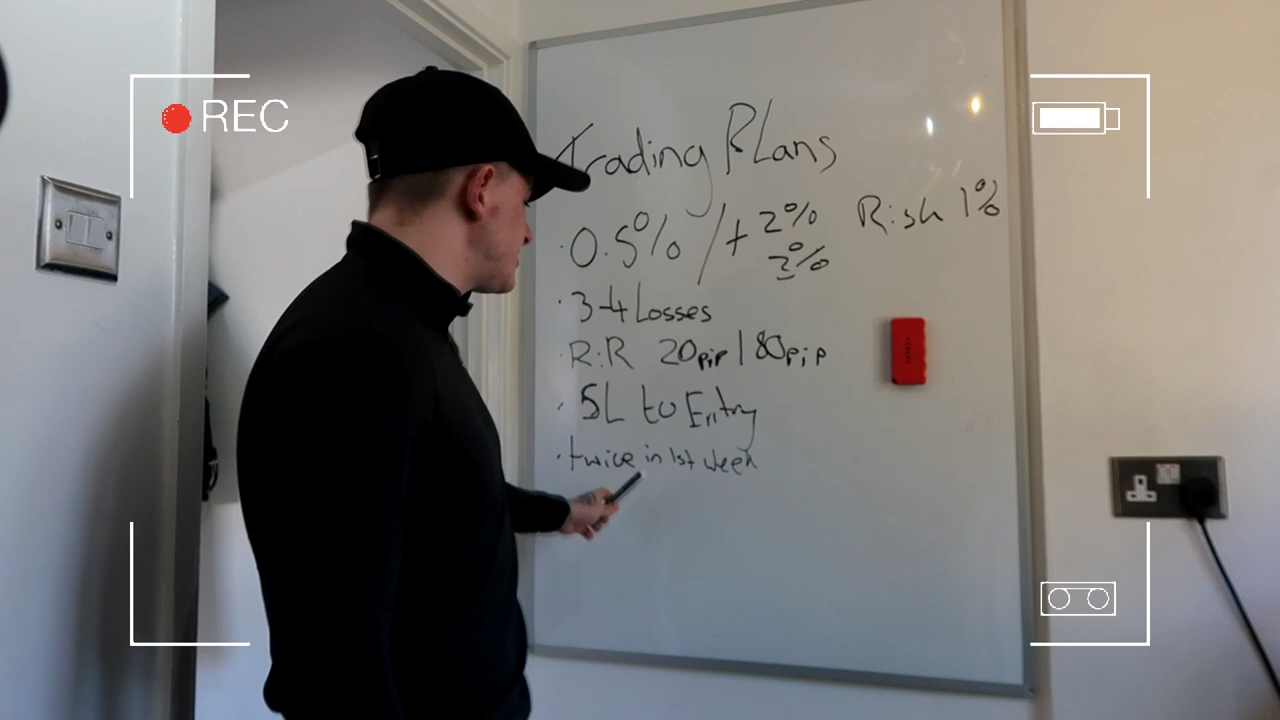 REC
Trading Plans
· 0.5% / + 2% Risk 1%
2%
· 3-4 Losses
· R:R 20pip | 80pip
· SL to Entry
· twice in 1st week